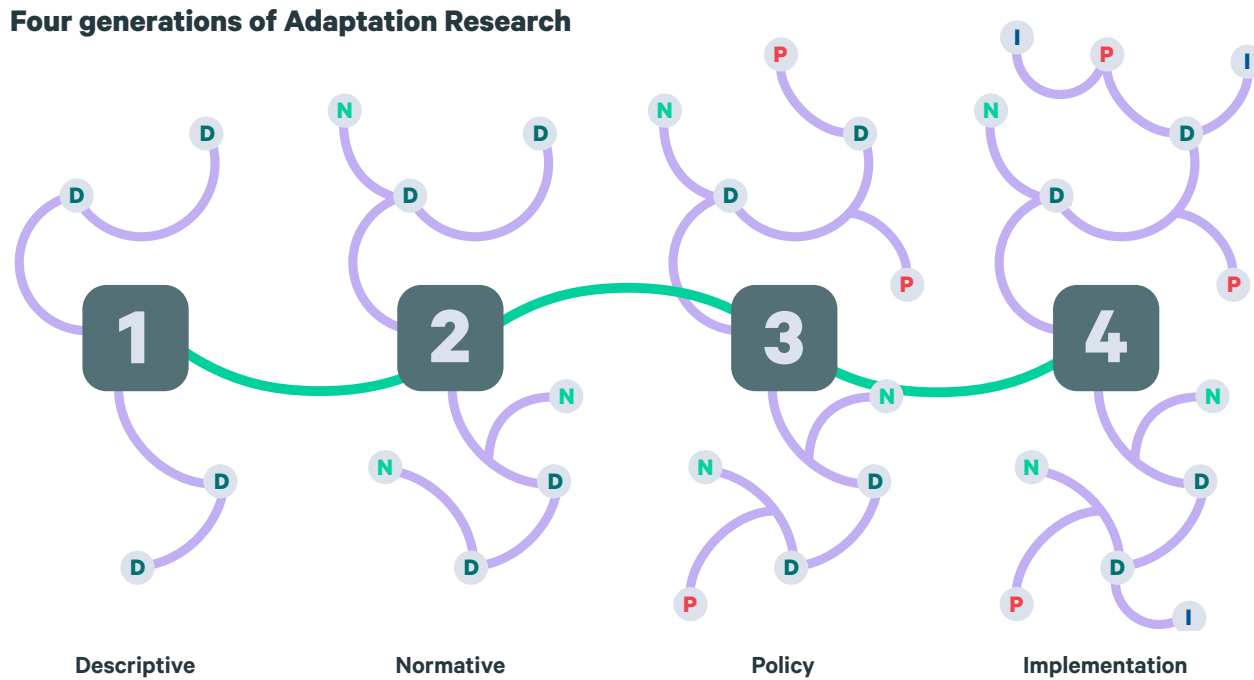 Four generations of Adaptation Research
I
P
I
P
N
N
N
D
D
D
D
D
D
D
P
P
1
2
3
4
N
N
N
N
N
N
D
D
D
D
D
D
D
D
P
P
I
Descriptive
Normative
Policy
Implementation